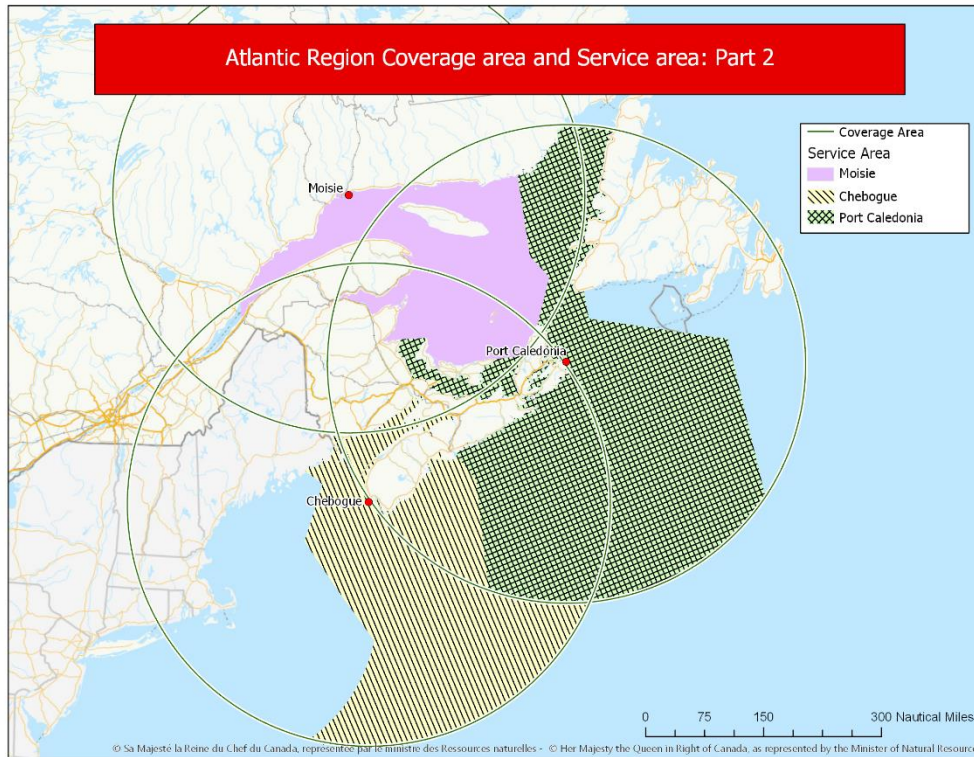 Atlantic Region Coverage area and Service area: Part 2
Coverage Area
Service Area
Moisie
Chebogue
Port Caledonia
Moisie
Port Caledonia
Chebogue
0 75 150 300 Nautical Miles
© Sa Majesté la Reine du Chef du Canada, représentée par le ministre des Ressources naturelles - © Her Majesty the Queen in Right of Canada, as represented by the Minister of Natural Resource